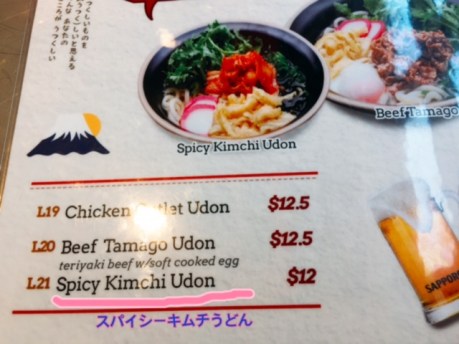 Spicy Kimchi Udon
Beef Tamago
L19 Chicken Cutlet Udon $12.5
L20 Beef Tamago Udon $12.5
teriyaki beef w/soft cooked egg
L21 Spicy Kimchi Udon $12
スパイシーキムチうどん
SAPPORO